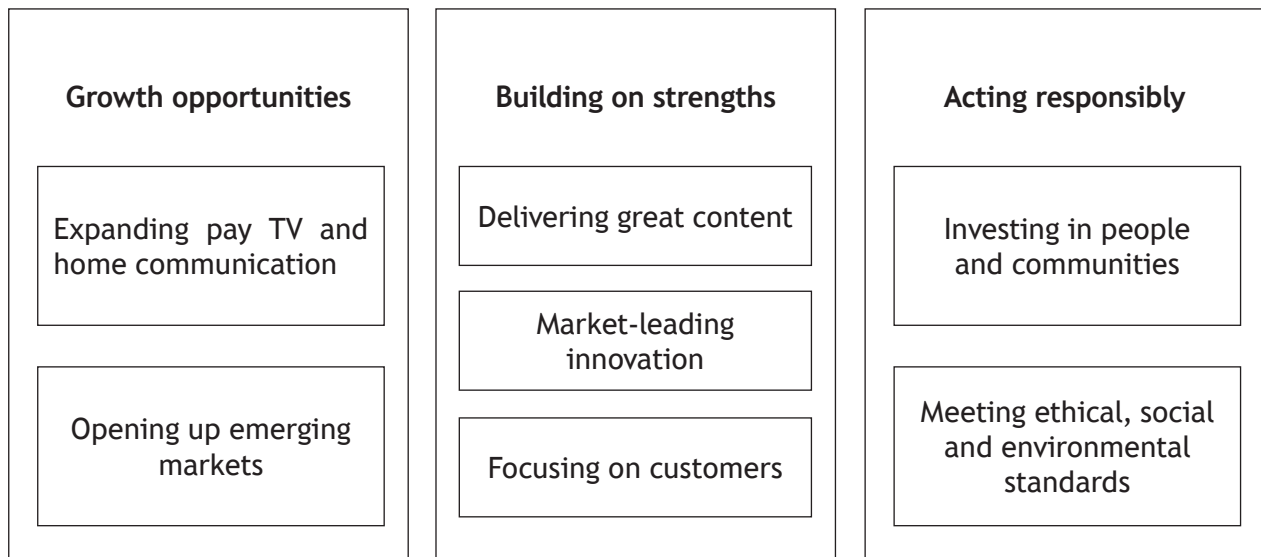 Growth opportunities
Expanding pay TV and
home communication
Opening up emerging
markets
Building on strengths
Delivering great content
Market-leading
innovation
Focusing on customers
Acting responsibly
Investing in people
and communities
Meeting ethical, social
and environmental
standards